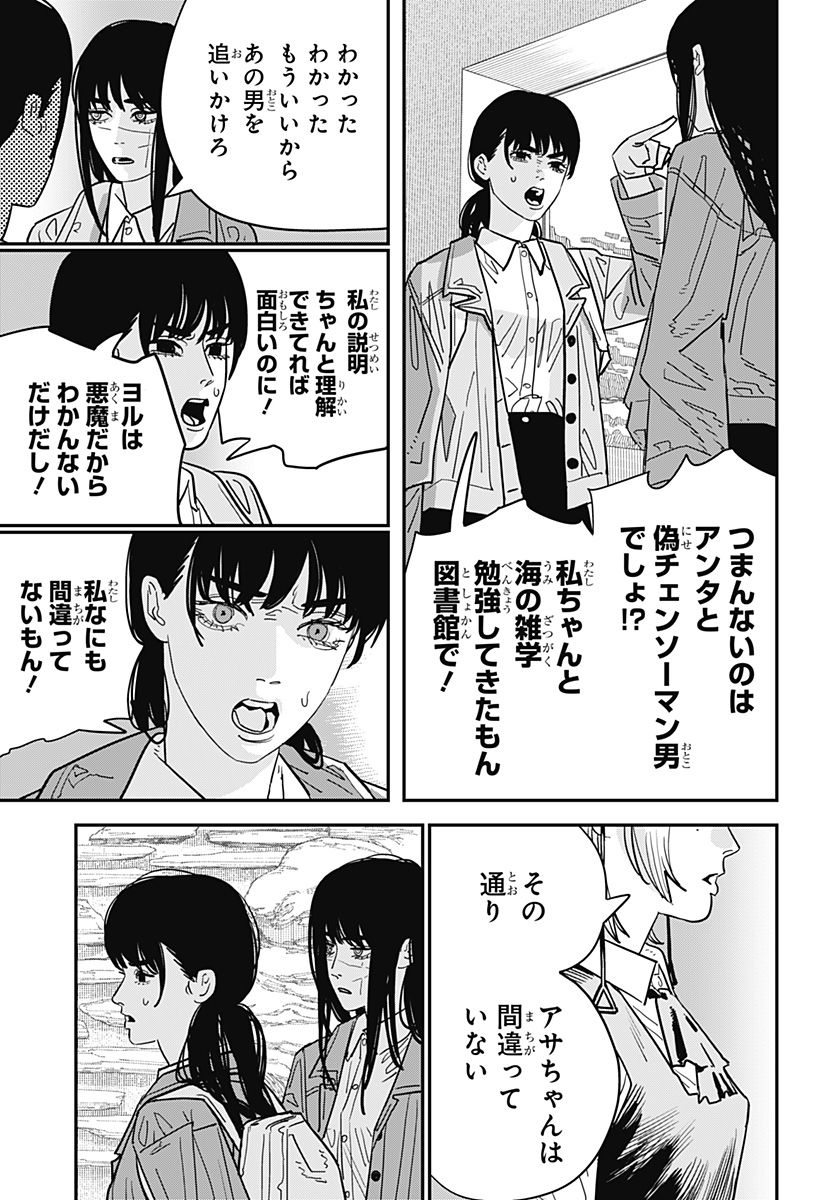 つまんないのは
アンタと
偽チェンソーマン男
でしょ!?
私ちゃんと
海の雑学
勉強してきたもん
図書館で!
わかった
わかった
もういいから
あの男を
追いかけろ
私の説明
ちゃんと理解
できてれば
面白いのに!
ヨルは
悪魔だから
わかんない
だけだし!
私なにも
間違って
ないもん!
その
通り
アサちゃんは
間違って
いない